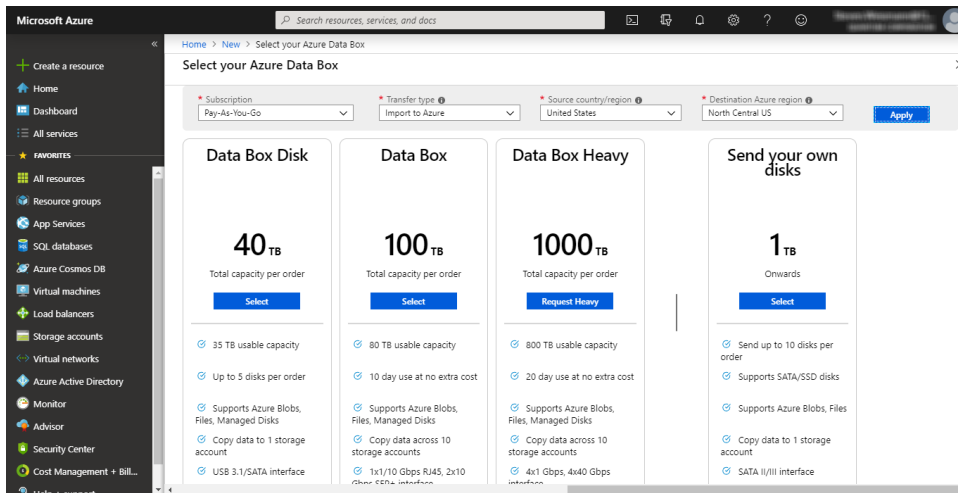 Microsoft Azure
Search resources, services, and docs
Home > New > Select your Azure Data Box
Select your Azure Data Box
Create a resource
Home
Dashboard
All services
FAVORITES
All resources
Resource groups
App Services
SQL databases
Azure Cosmos DB
Virtual machines
Load balancers
Storage accounts
Virtual networks
Azure Active Directory
Monitor
Advisor
Security Center
Cost Management + Bill...
Help + support
* Subscription
Pay-As-You-Go
* Transfer type
Import to Azure
* Source country/region
United States
* Destination Azure region
North Central US
Apply
Data Box Disk
40 TB
Total capacity per order
Select
35 TB usable capacity
Up to 5 disks per order
Supports Azure Blobs,
Files, Managed Disks
Copy data to 1 storage
account
USB 3.1/SATA interface
Data Box
100 TB
Total capacity per order
Select
80 TB usable capacity
10 day use at no extra cost
Supports Azure Blobs,
Files, Managed Disks
Copy data across 10
storage accounts
1x1/10 Gbps RJ45, 2x10
Gbps SFP+ interface
Data Box Heavy
1000 TB
Total capacity per order
Request Heavy
800 TB usable capacity
20 day use at no extra cost
Supports Azure Blobs,
Files, Managed Disks
Copy data across 10
storage accounts
4x1 Gbps, 4x40 Gbps
interface
Send your own
disks
1 TB
Onwards
Select
Send up to 10 disks per
order
Supports SATA/SSD disks
Supports Azure Blobs, Files
Copy data to 1 storage
account
SATA II/III interface